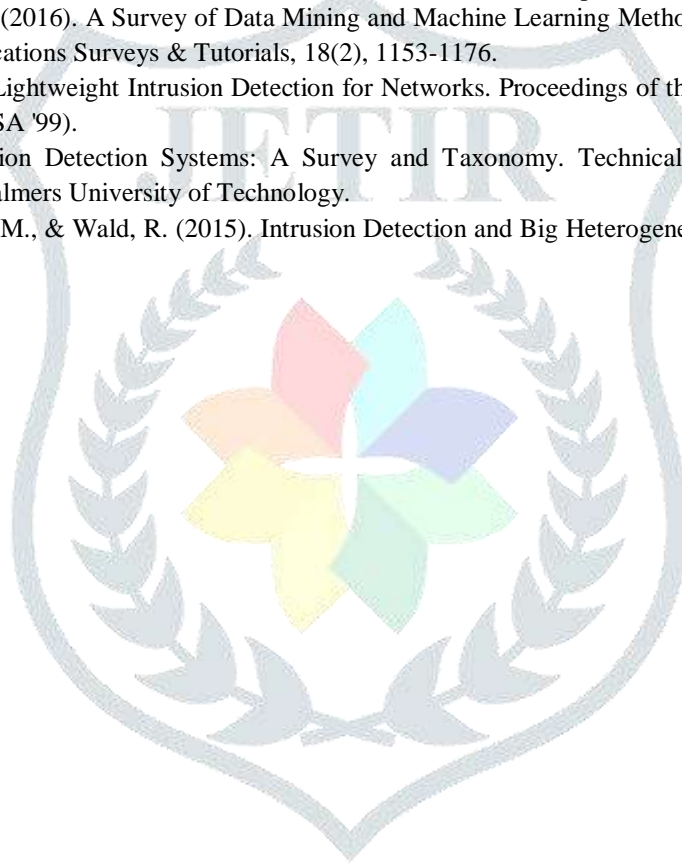 (2016). A Survey of Data Mining and Machine Learning Metho
cations Surveys & Tutorials, 18(2), 1153-1176.
Lightweight Intrusion Detection for Networks. Proceedings of th
SA '99).
ion Detection Systems: A Survey and Taxonomy. Technical
almers University of Technology.
M., & Wald, R. (2015). Intrusion Detection and Big Heterogene
JETIR